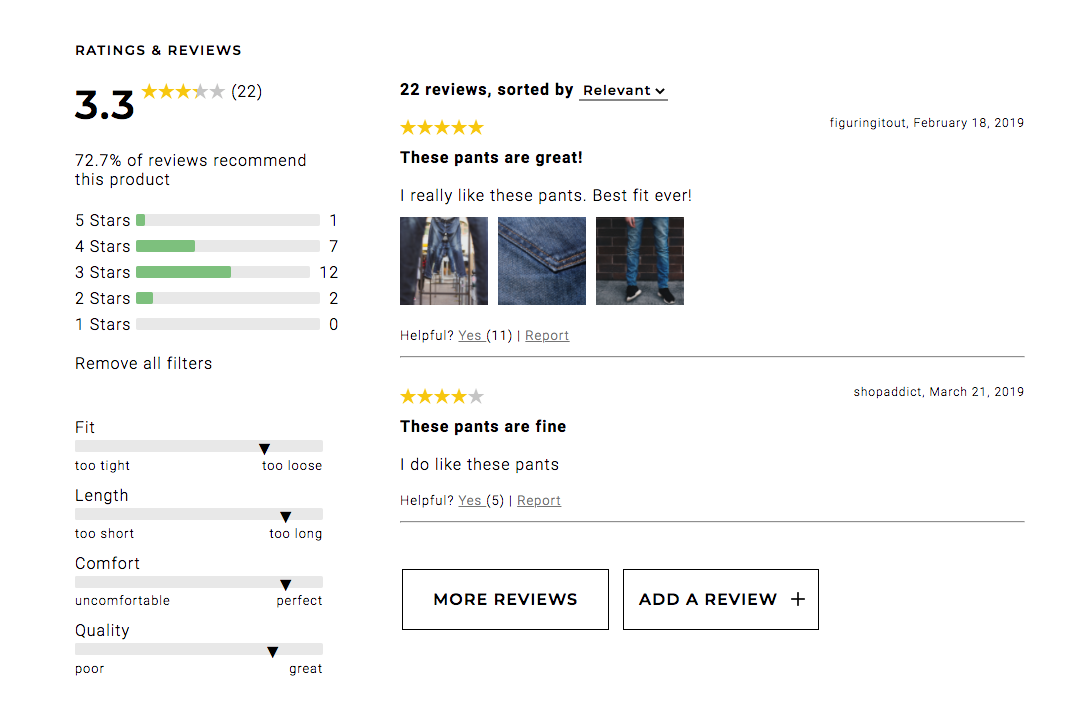 RATINGS & REVIEWS
3.3 (22)
72.7% of reviews recommend
this product
5 Stars 1
4 Stars 7
3 Stars 12
2 Stars 2
1 Stars 0
Remove all filters
Fit
too tight too loose
Length
too short too long
Comfort
uncomfortable perfect
Quality
poor great
22 reviews, sorted by Relevant
figuringitout, February 18, 2019
These pants are great!
I really like these pants. Best fit ever!
Helpful? Yes (11) | Report
shopaddict, March 21, 2019
These pants are fine
I do like these pants
Helpful? Yes (5) | Report
MORE REVIEWS
ADD A REVIEW +